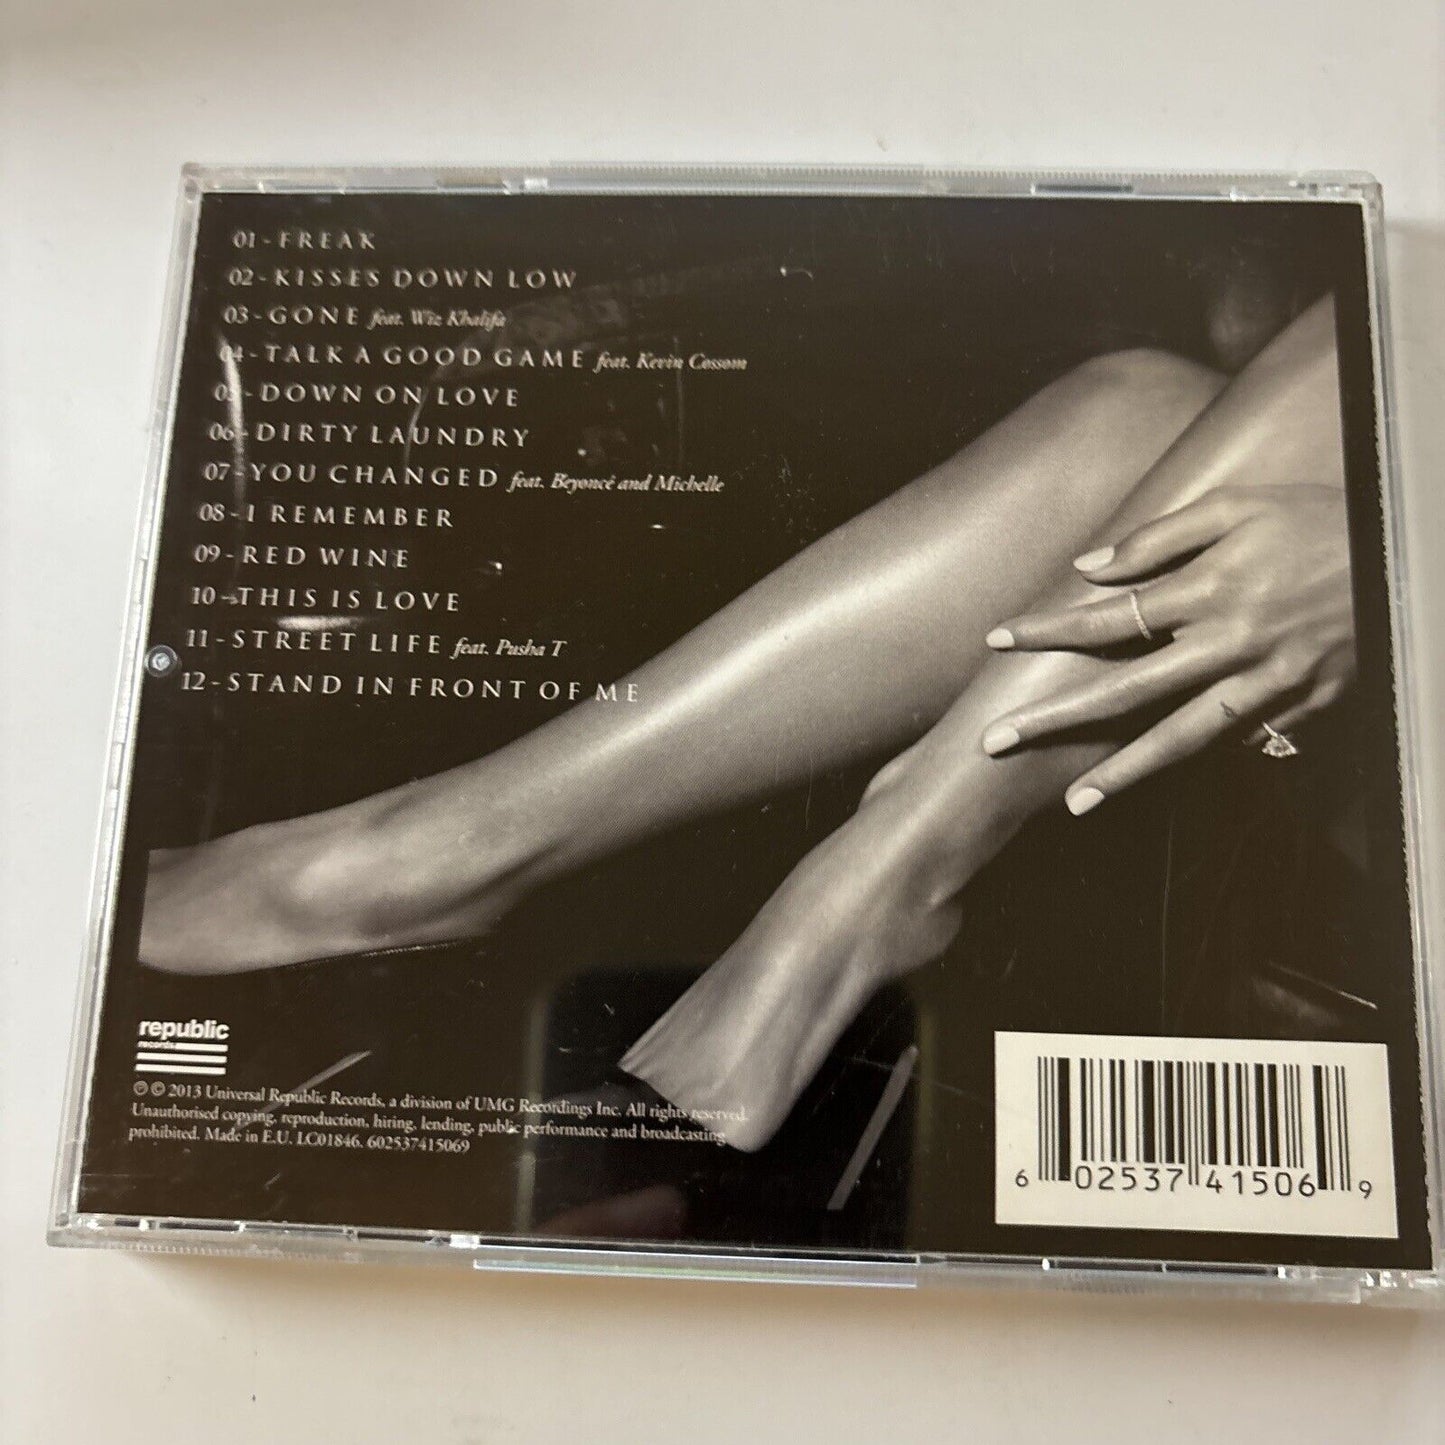 01 - FREAK
02 - KISSES DOWN LOW
03 - GONE feat. Wiz Khalifa
04 - TALK A GOOD GAME feat. Kevin Cossom
05 - DOWN ON LOVE
06 - DIRTY LAUNDRY
07 - YOU CHANGED feat. Beyoncé and Michelle
08 - I REMEMBER
09 - RED WINE
10 - THIS IS LOVE
11 - STREET LIFE feat. Pusha T
12 - STAND IN FRONT OF ME
republic
records
℗ © 2013 Universal Republic Records, a division of UMG Recordings Inc. All rights reserved.
Unauthorised copying, reproduction, hiring, lending, public performance and broadcasting
prohibited. Made in E.U. LC01846. 602537415069
6 02537 41506 9